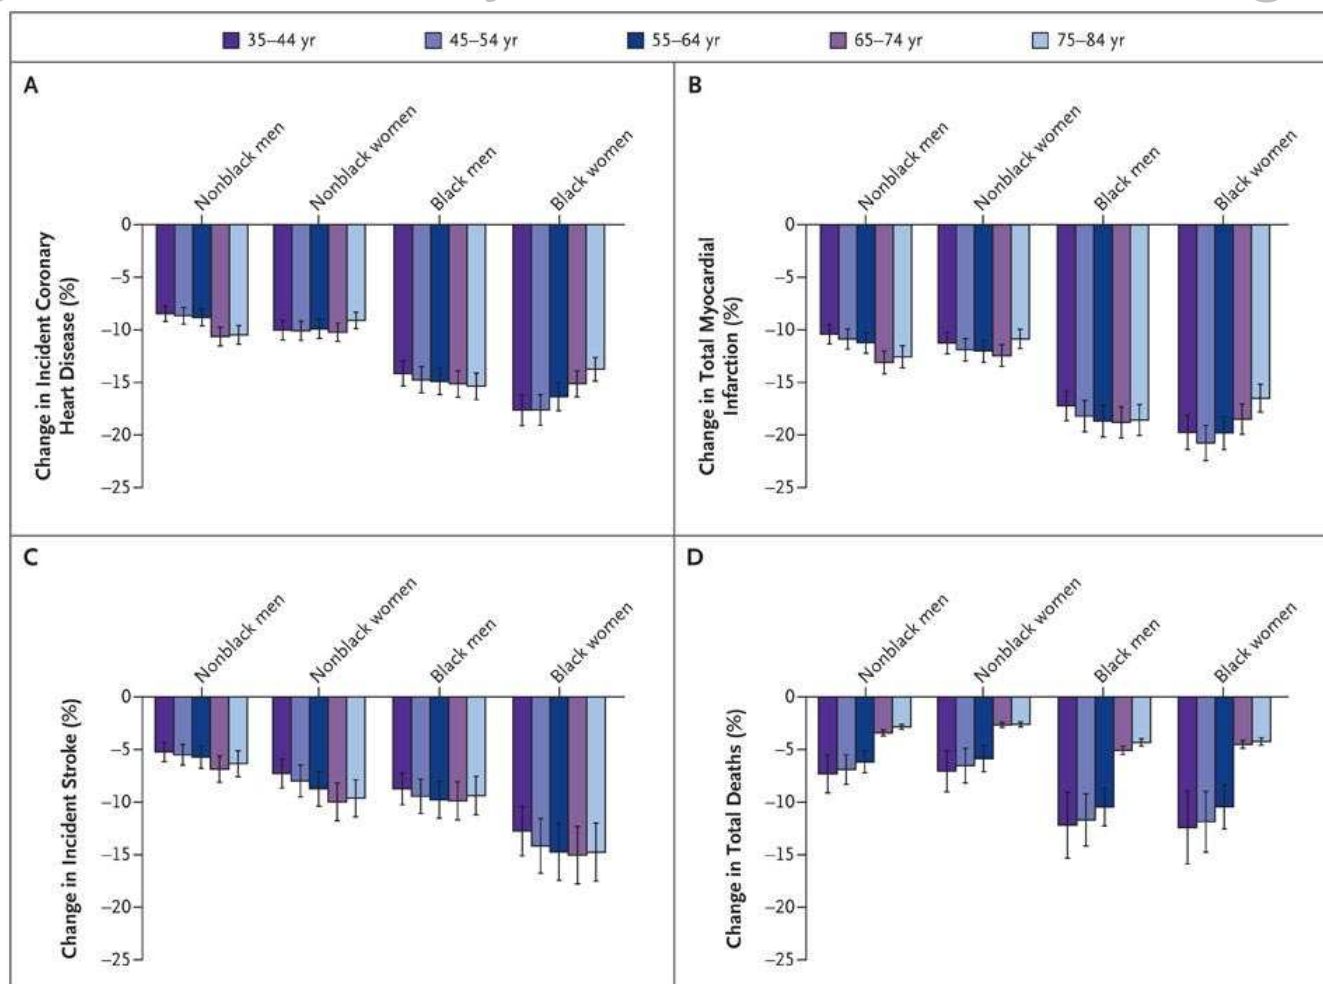 35–44 yr 45–54 yr 55–64 yr 65–74 yr 75–84 yr
A
Nonblack men
Nonblack women
Black men
Black women
Change in Incident Coronary
Heart Disease (%)
0
–5
–10
–15
–20
–25
B
Nonblack men
Nonblack women
Black men
Black women
Change in Total Myocardial
Infarction (%)
0
–5
–10
–15
–20
–25
C
Nonblack men
Nonblack women
Black men
Black women
Change in Incident Stroke (%)
0
–5
–10
–15
–20
–25
D
Nonblack men
Nonblack women
Black men
Black women
Change in Total Deaths (%)
0
–5
–10
–15
–20
–25